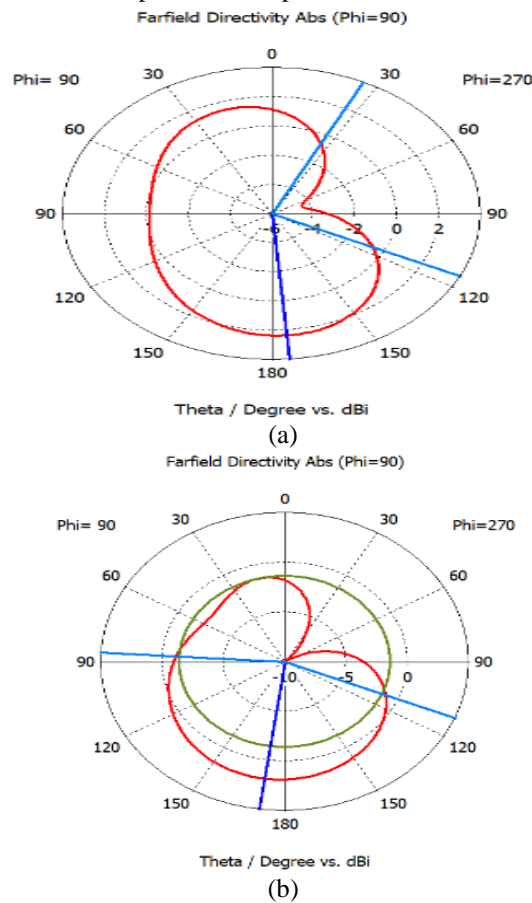 Farfield Directivity Abs (Phi=90)
0
Phi= 90 30 30 Phi=270
60 60
90 -6 -4 -2 0 2 90
120 120
150 150
180
Theta / Degree vs. dBi
(a)
Farfield Directivity Abs (Phi=90)
0
Phi= 90 30 30 Phi=270
60 60
90 -10 -5 0 90
120 120
150 150
180
Theta / Degree vs. dBi
(b)